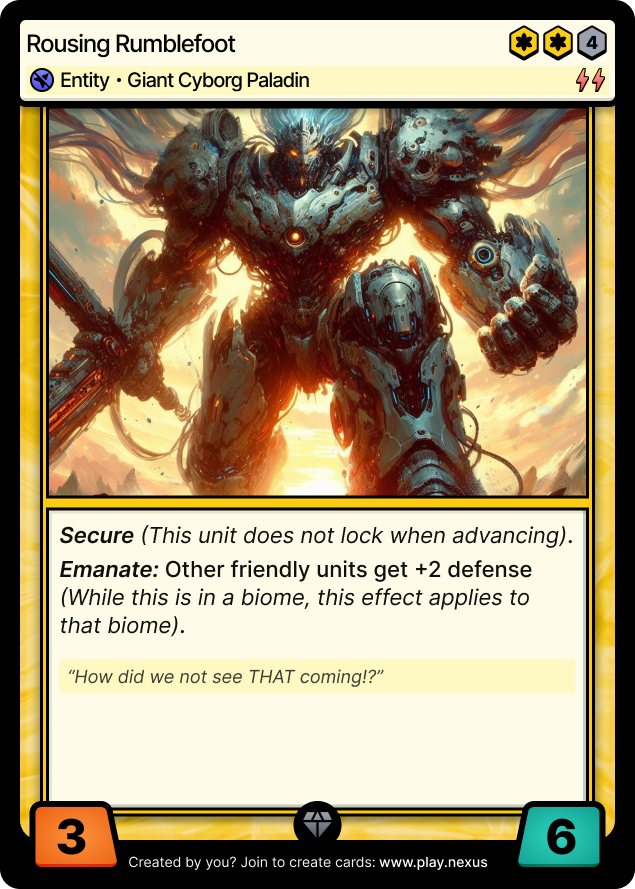 Rousing Rumblefoot
4
Entity • Giant Cyborg Paladin
Secure (This unit does not lock when advancing).
Emanate: Other friendly units get +2 defense
(While this is in a biome, this effect applies to
that biome).
“How did we not see THAT coming!?”
3
6
Created by you? Join to create cards: www.play.nexus